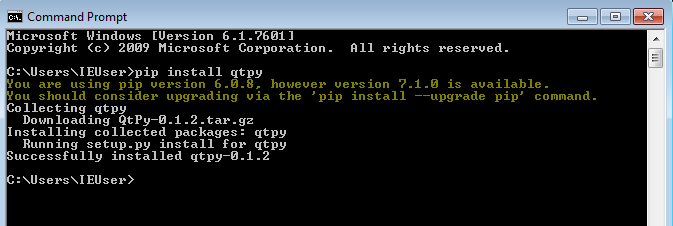 Command Prompt
Microsoft Windows [Version 6.1.7601]
Copyright (c) 2009 Microsoft Corporation.  All rights reserved.
C:\Users\IEUser>pip install qtpy
You are using pip version 6.0.8, however version 7.1.0 is available.
You should consider upgrading via the 'pip install --upgrade pip' command.
Collecting qtpy
  Downloading QtPy-0.1.2.tar.gz
Installing collected packages: qtpy
  Running setup.py install for qtpy
Successfully installed qtpy-0.1.2
C:\Users\IEUser>